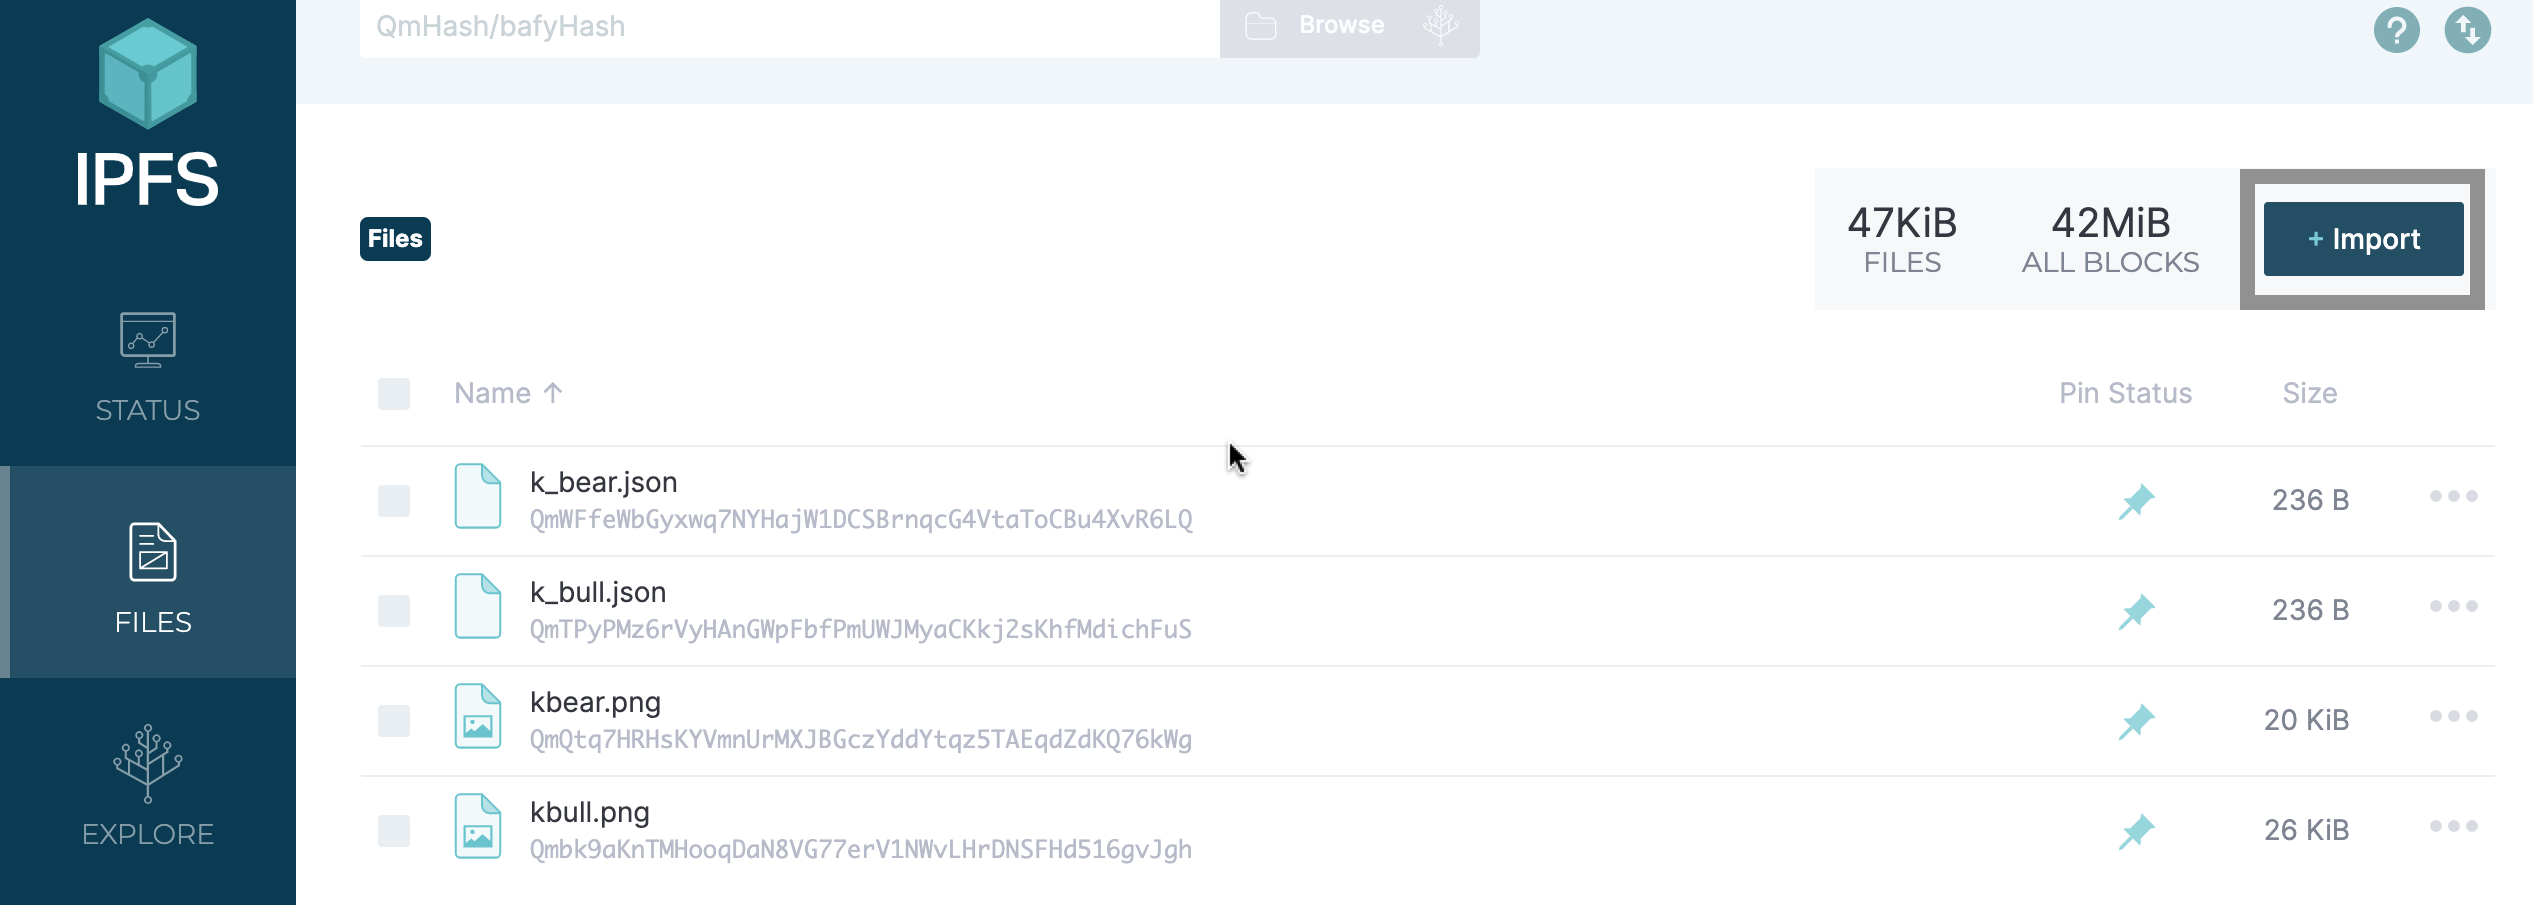 QmHash/bafyHash
Browse
?
IPFS
STATUS
FILES
EXPLORE
Files
47KiB
FILES
42MiB
ALL BLOCKS
+ Import
Name ↑
Pin Status
Size
k_bear.json
QmWFfeWbGyxwq7NYHajW1DCSBrnqcG4VtaToCBu4XvR6LQ
236 B
k_bull.json
QmTPyPMz6rVyHAnGWpFbfPmUWJMyaCKkj2sKhfMdichFuS
236 B
kbear.png
QmQtq7HRHsKYVmnUrMXJBGczYddYtqz5TAEqdZdKQ76kWg
20 KiB
kbull.png
Qmbk9aKnTMHooqDaN8VG77erV1NWvLHrDNSFHd516gvJgh
26 KiB